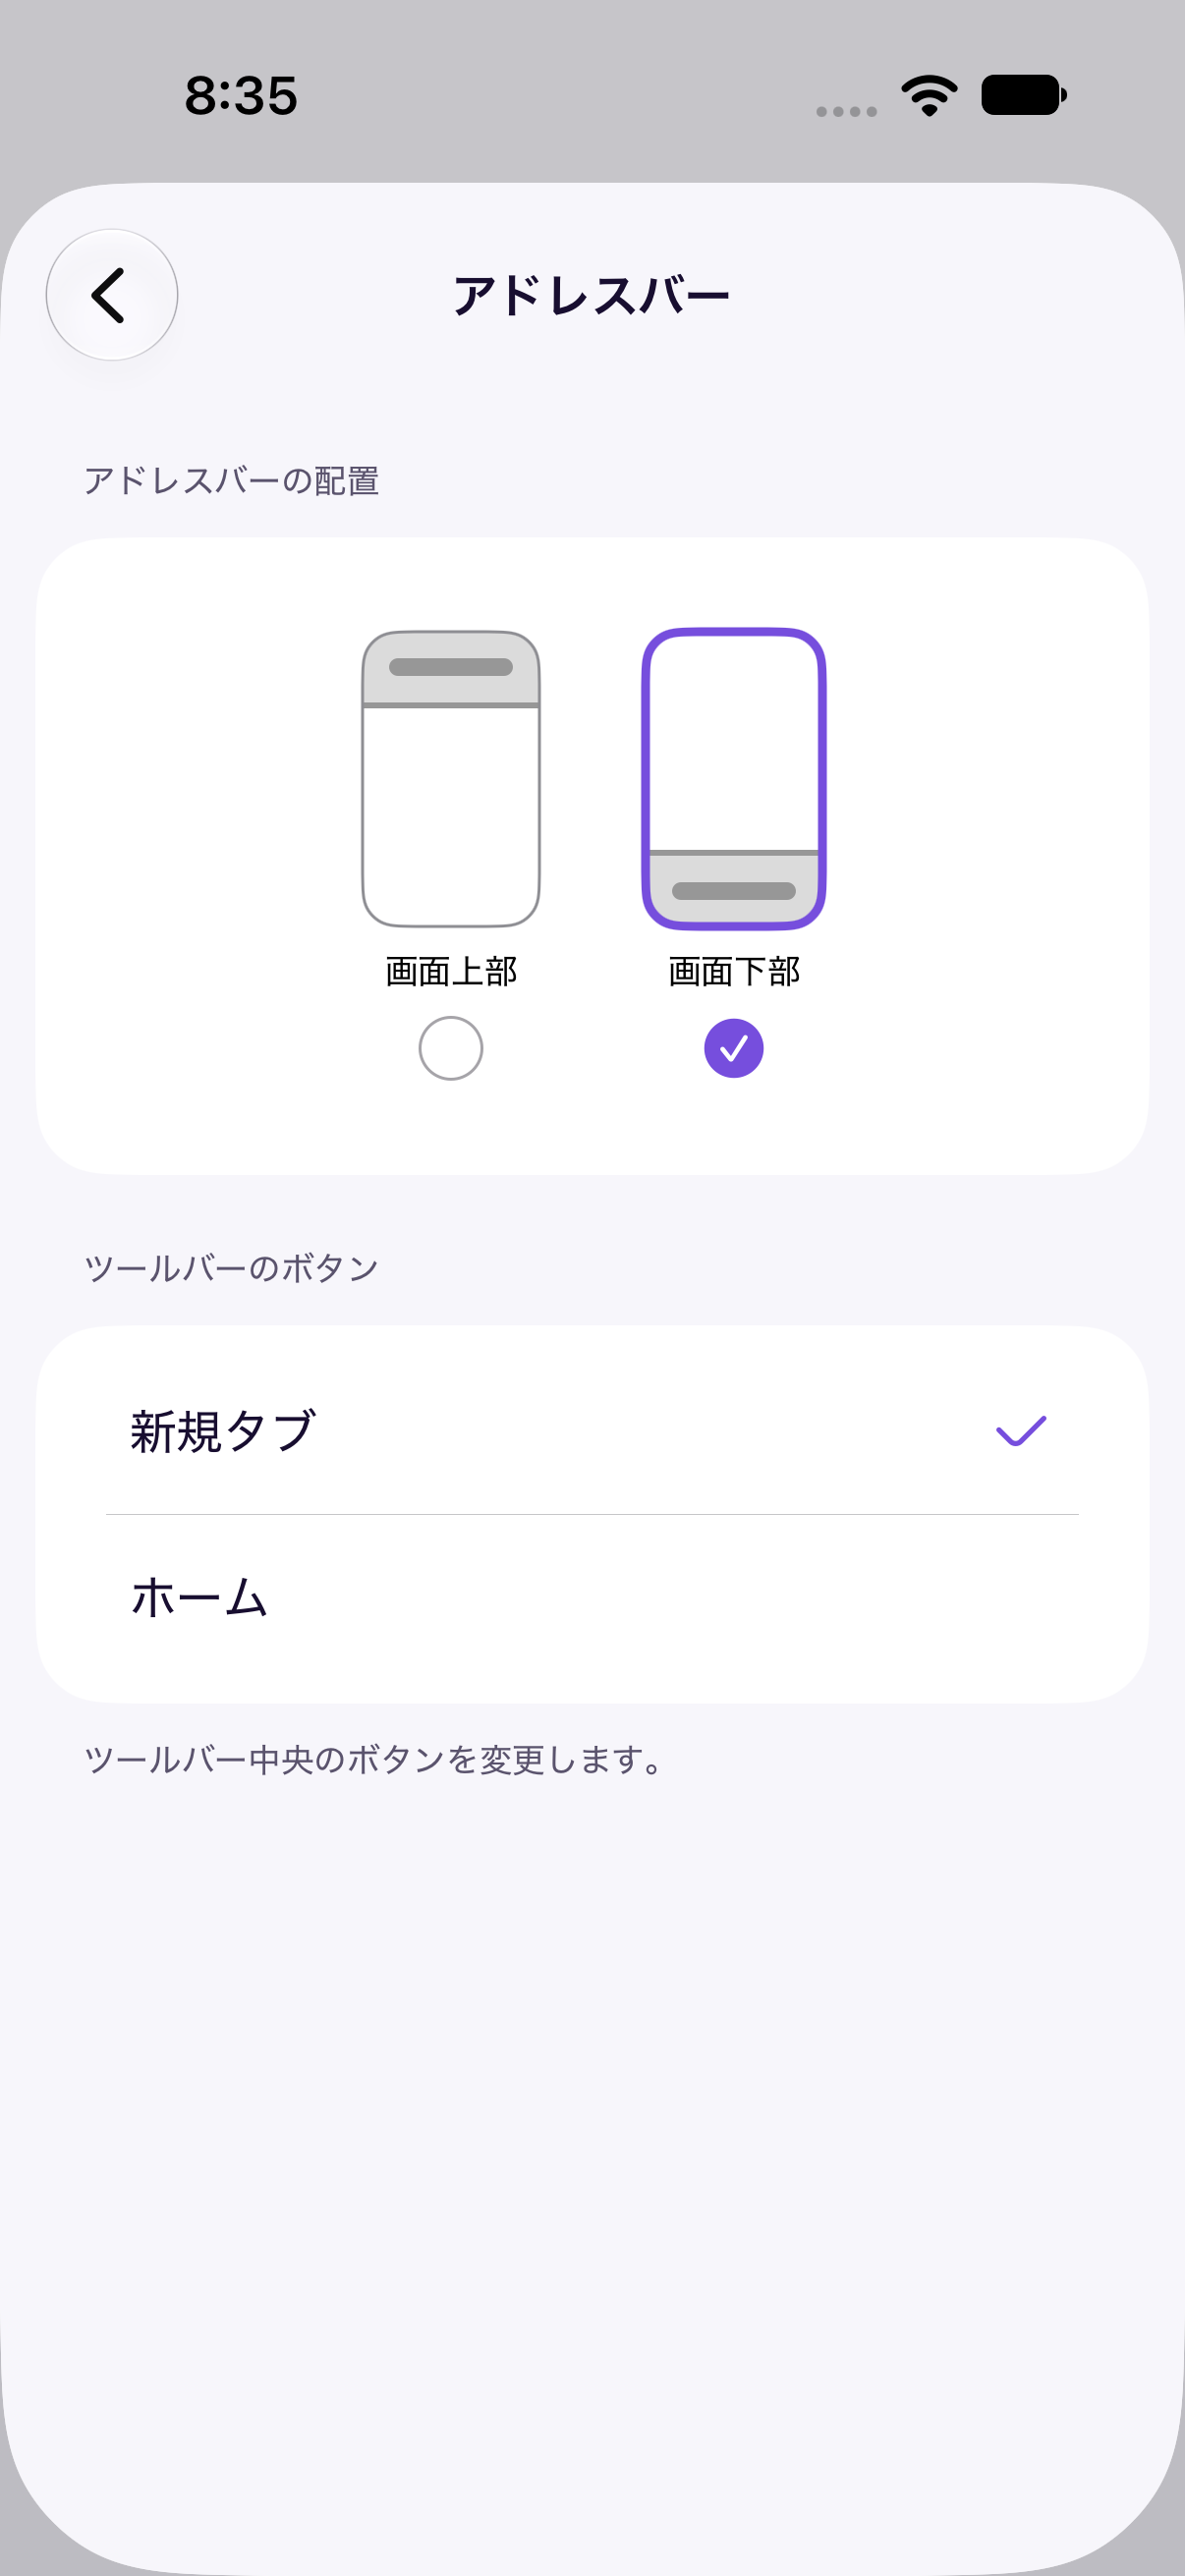 8:35
アドレスバー
アドレスバーの配置
画面上部
画面下部
ツールバーのボタン
新規タブ
ホーム
ツールバー中央のボタンを変更します。